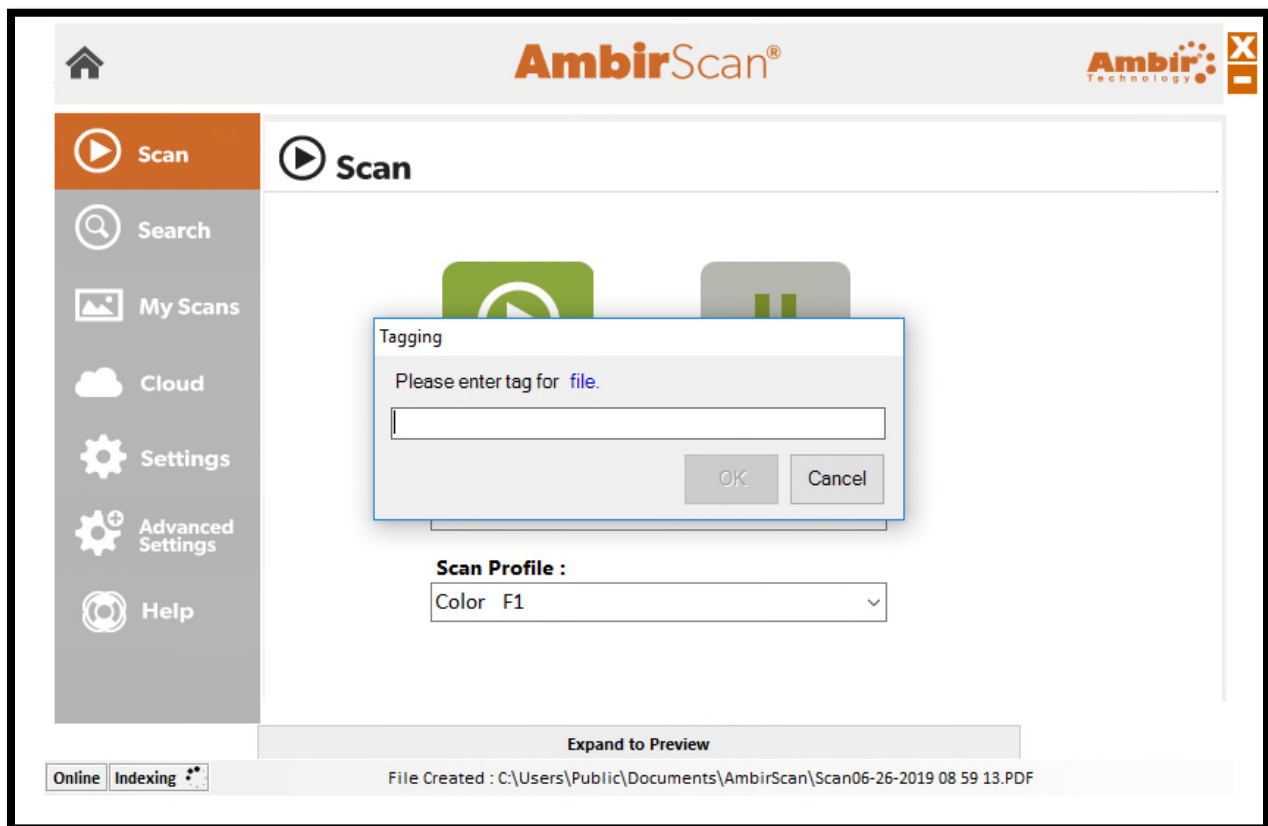 AmbirScan®
Ambir
Technology
X
Scan
Search
My Scans
Cloud
Settings
Advanced
Settings
Help
Scan
Tagging
Please enter tag for file.
OK
Cancel
Scan Profile :
Color F1
Expand to Preview
Online
Indexing
File Created : C:\Users\Public\Documents\AmbirScan\Scan06-26-2019 08 59 13.PDF